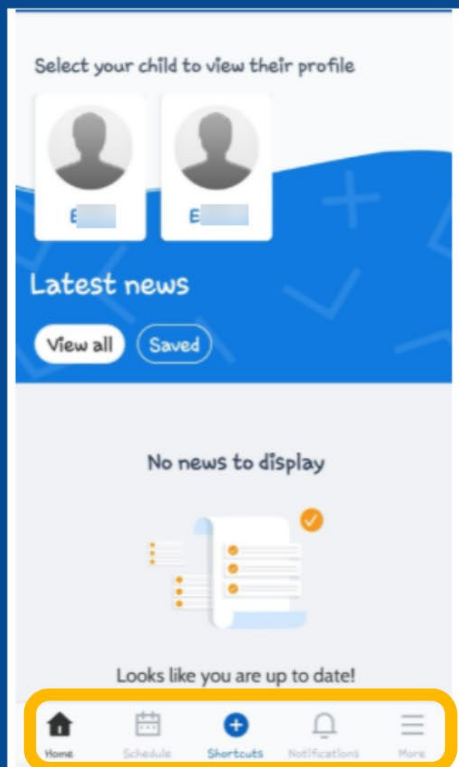 Select your child to view their profile
E E
Latest news
View all Saved
No news to display
Looks like you are up to date!
Home Schedule Shortcuts Notifications More